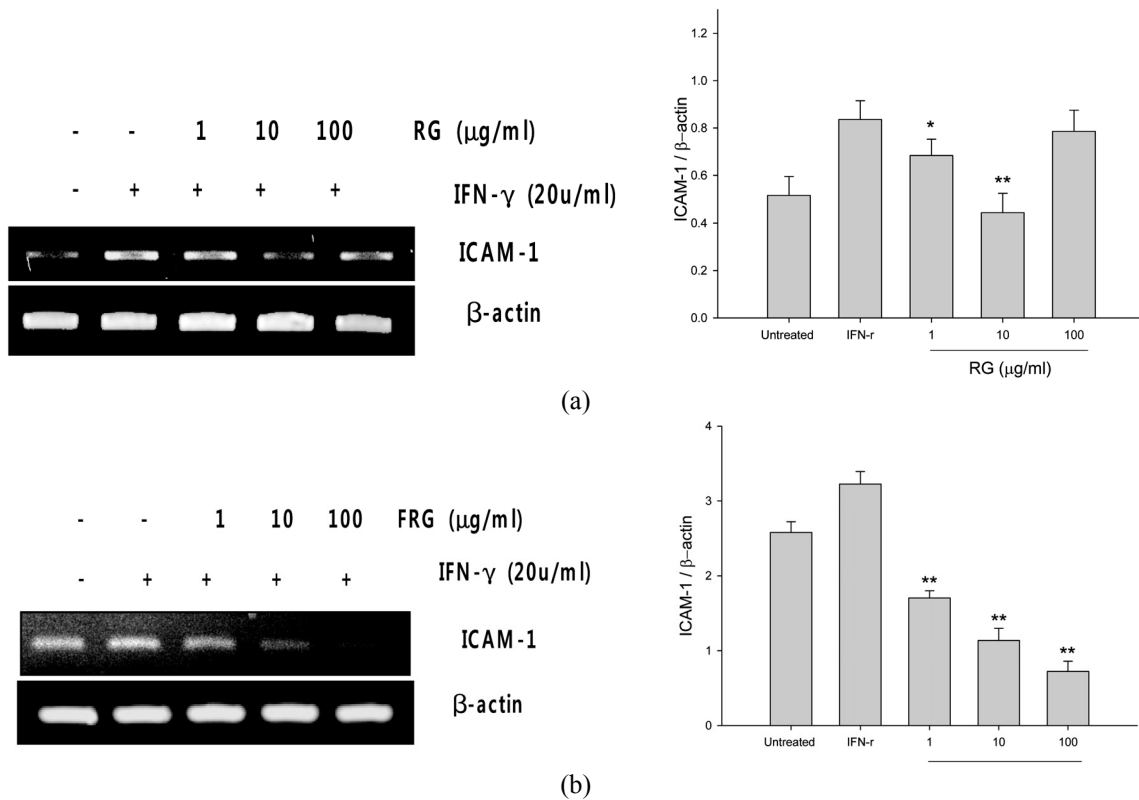 - - 1 10 100 RG (μg/ml)
- + + + + IFN-γ (20u/ml)
ICAM-1
β-actin
ICAM-1 / β−actin
1.2
1.0
0.8
0.6
0.4
0.2
0.0
*
**
Untreated IFN-r 1 10 100
RG (μg/ml)
(a)
- - 1 10 100 FRG (μg/ml)
- + + + + IFN-γ (20u/ml)
ICAM-1
β-actin
ICAM-1 / β−actin
4
3
2
1
0
**
**
**
Untreated IFN-r 1 10 100
(b)